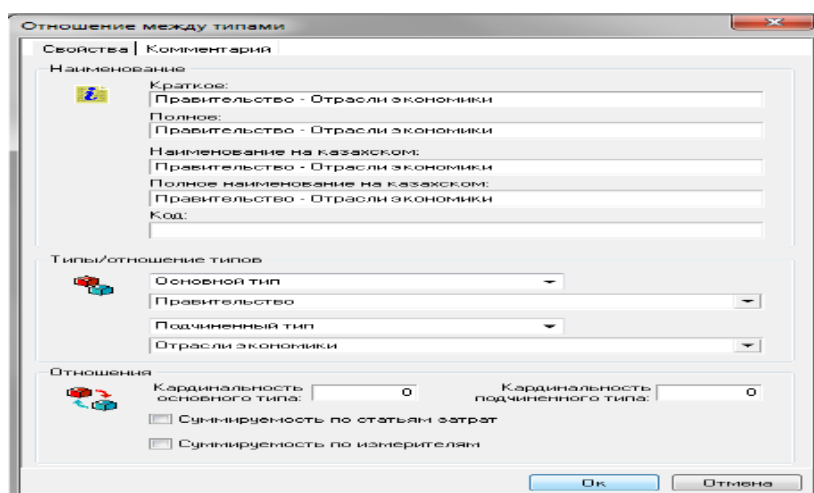 Отношение между типами
Свойства Комментарий
Наименование
Краткое:
Правительство - Отрасли экономики
Полное:
Правительство - Отрасли экономики
Наименование на казахском:
Правительство - Отрасли экономики
Полное наименование на казахском:
Правительство - Отрасли экономики
Код:
Типы/отношение типов
Основной тип
Правительство
Подчиненный тип
Отрасли экономики
Отношения
Кардинальность основного типа: 0 Кардинальность подчиненного типа: 0
Суммируемость по статьям затрат
Суммируемость по измерителям
Ок Отмена